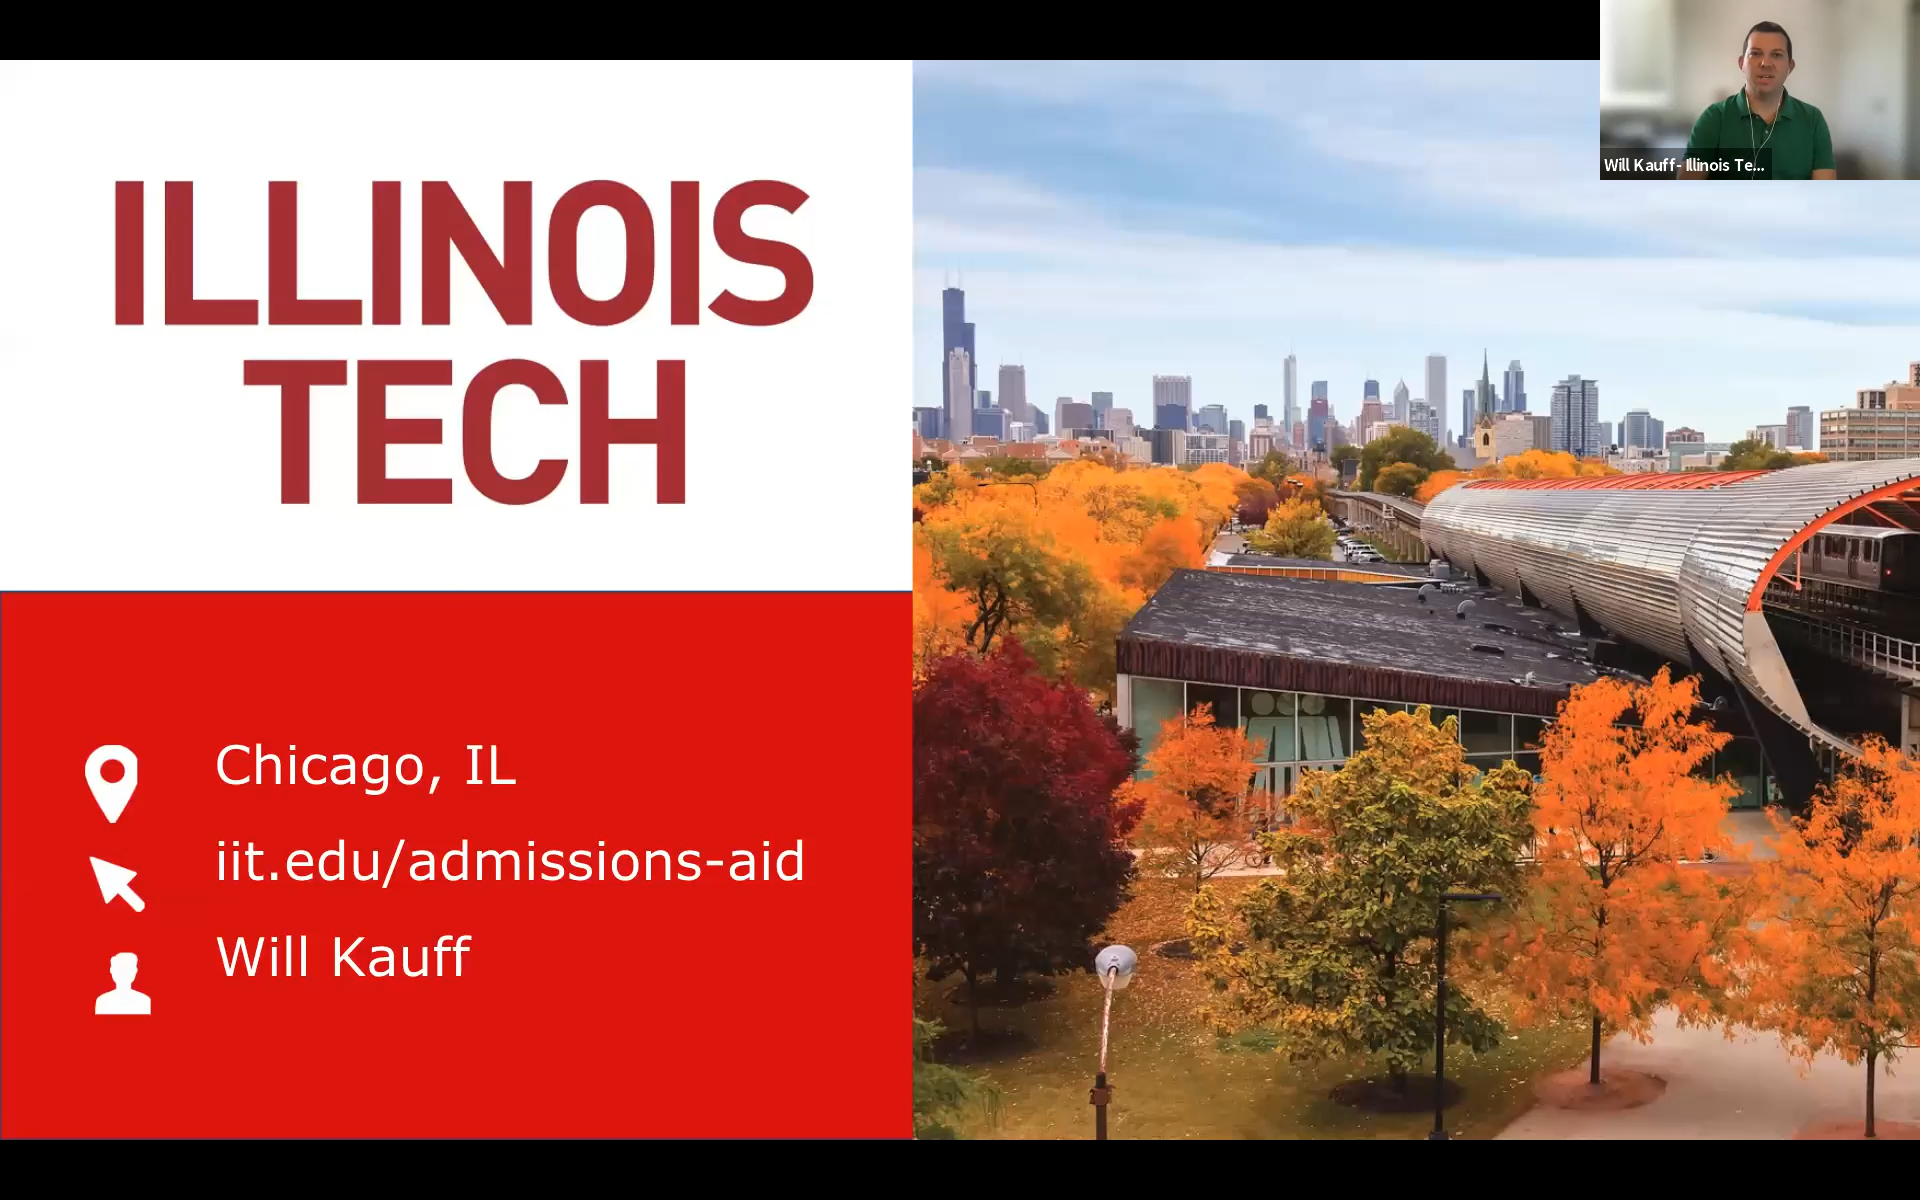 ILLINOIS
TECH
Chicago, IL
iit.edu/admissions-aid
Will Kauff
Will Kauff- Illinois Te...